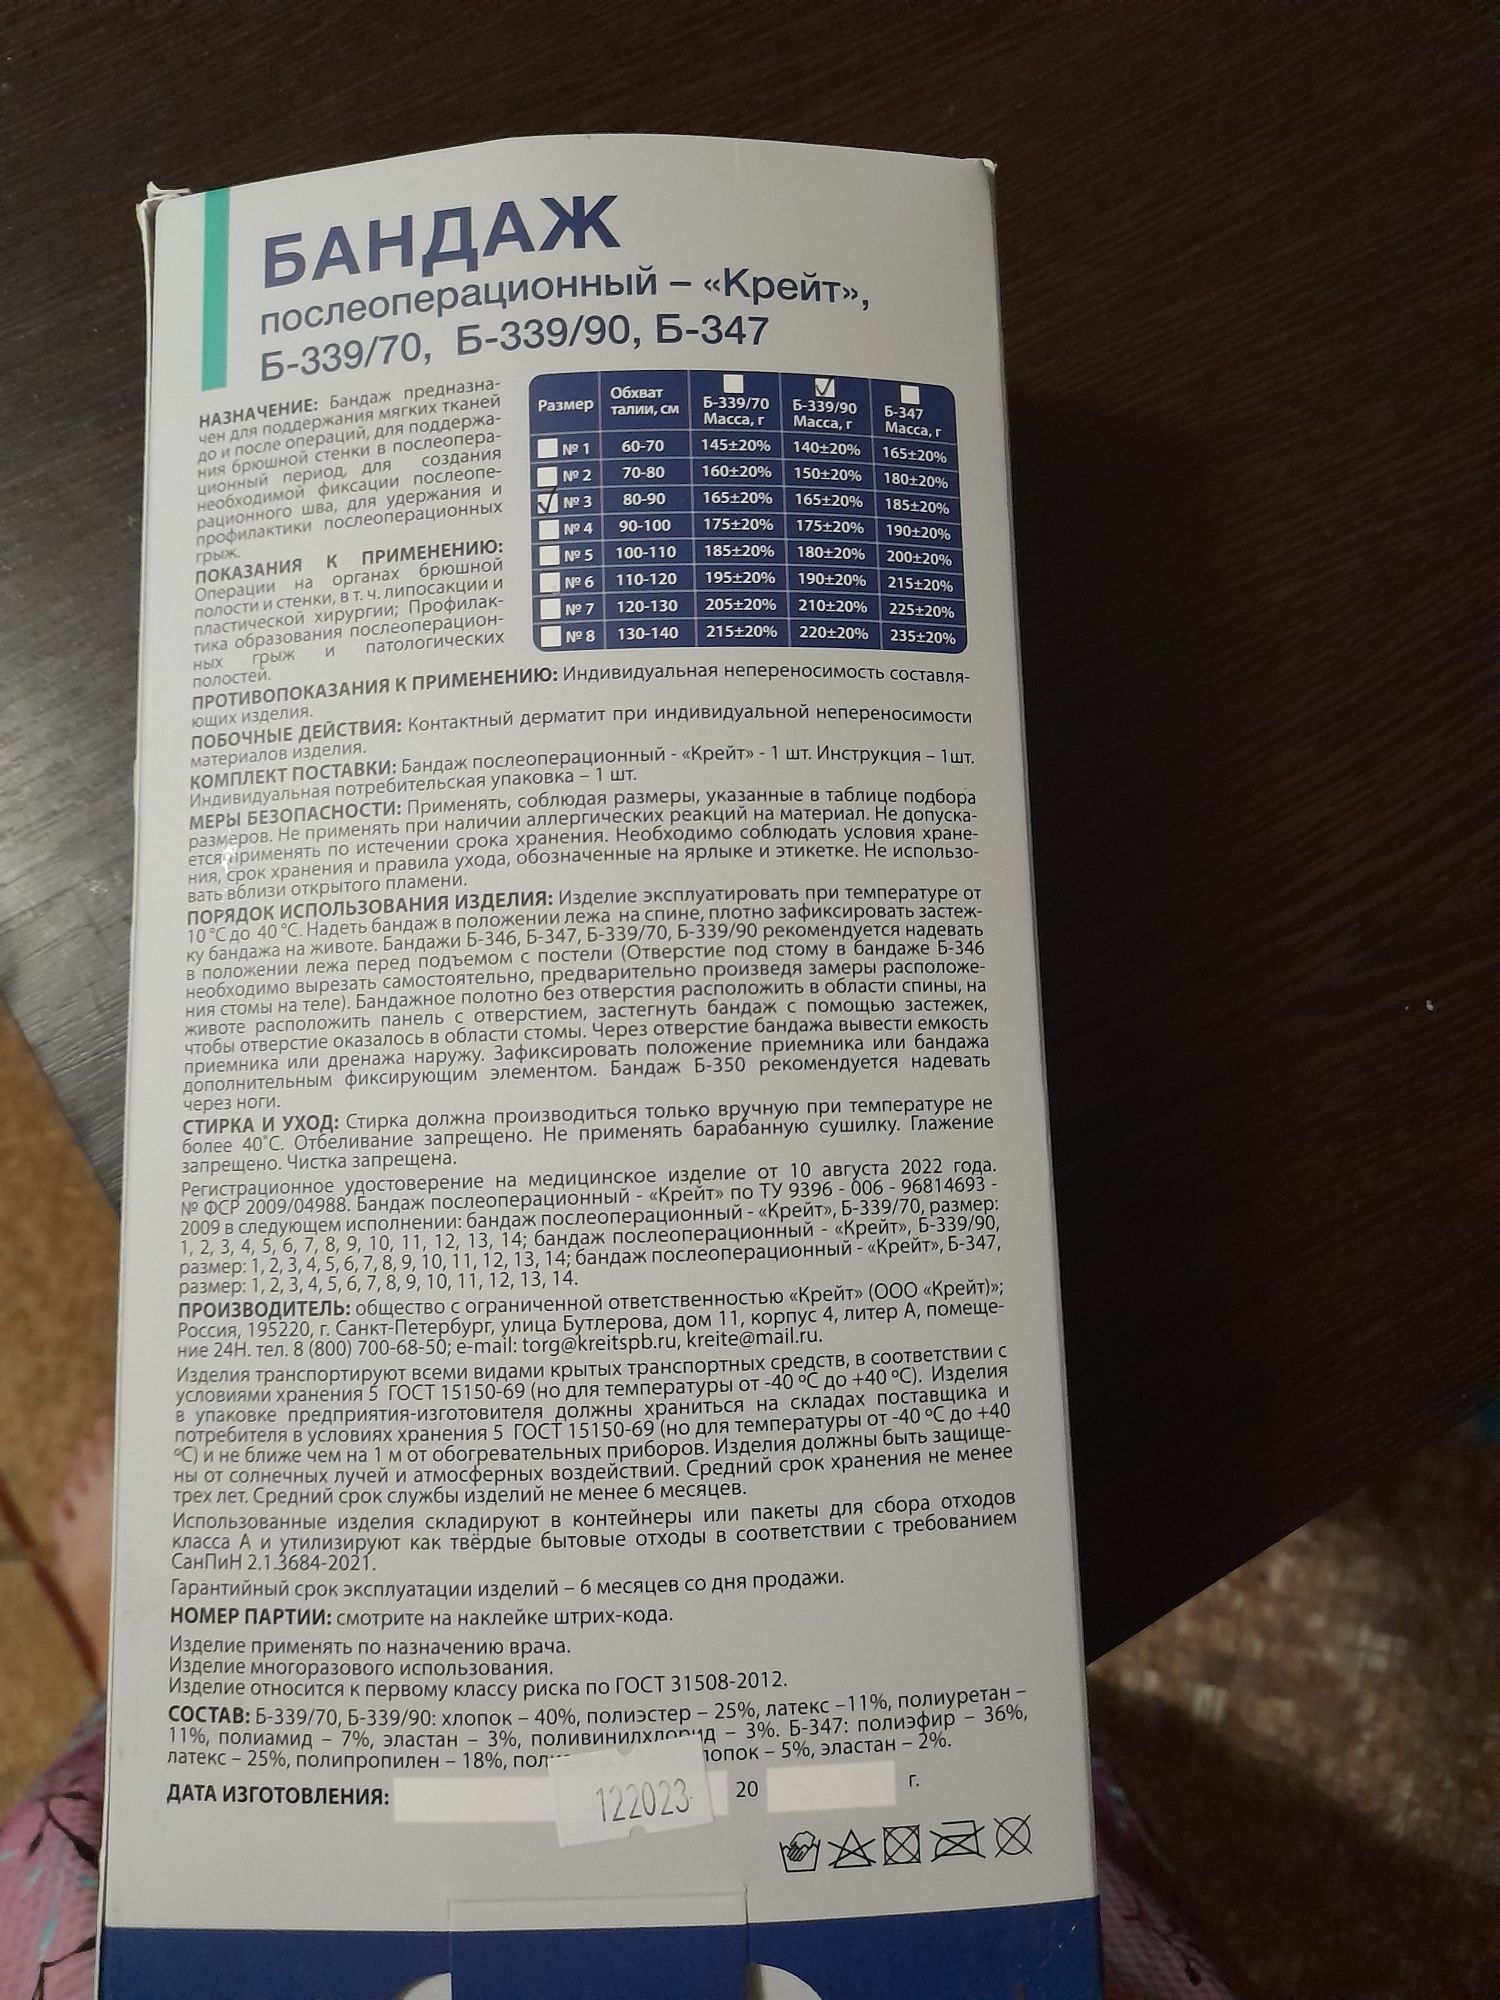 БАНДАЖ
послеоперационный – «Крейт»,
Б-339/70, Б-339/90, Б-347
НАЗНАЧЕНИЕ: Бандаж предназна-
чен для поддержания мягких тканей
до и после операций, для поддержа-
ния брюшной стенки в послеопера-
ционный период, для создания
необходимой фиксации послеопе-
рационного шва, для удержания и
профилактики послеоперационных
грыж.
ПОКАЗАНИЯ К ПРИМЕНЕНИЮ:
Операции на органах брюшной
полости и стенки, в т. ч. липосакции и
пластической хирургии; Профилак-
тика образования послеоперацион-
ных грыж и патологических
полостей.
Размер Обхват талии, см Б-339/70 Масса, г Б-339/90 Масса, г Б-347 Масса, г
№ 1 60-70 145±20% 140±20% 165±20%
№ 2 70-80 160±20% 150±20% 180±20%
№ 3 80-90 165±20% 165±20% 185±20%
№ 4 90-100 175±20% 175±20% 190±20%
№ 5 100-110 185±20% 180±20% 200±20%
№ 6 110-120 195±20% 190±20% 215±20%
№ 7 120-130 205±20% 210±20% 225±20%
№ 8 130-140 215±20% 220±20% 235±20%
ПРОТИВОПОКАЗАНИЯ К ПРИМЕНЕНИЮ: Индивидуальная непереносимость составля-
ющих изделия.
ПОБОЧНЫЕ ДЕЙСТВИЯ: Контактный дерматит при индивидуальной непереносимости
материалов изделия.
КОМПЛЕКТ ПОСТАВКИ: Бандаж послеоперационный - «Крейт» - 1 шт. Инструкция – 1шт.
Индивидуальная потребительская упаковка – 1 шт.
МЕРЫ БЕЗОПАСНОСТИ: Применять, соблюдая размеры, указанные в таблице подбора
размеров. Не применять при наличии аллергических реакций на материал. Не допуска-
ется применять по истечении срока хранения. Необходимо соблюдать условия хране-
ния, срок хранения и правила ухода, обозначенные на ярлыке и этикетке. Не использо-
вать вблизи открытого пламени.
ПОРЯДОК ИСПОЛЬЗОВАНИЯ ИЗДЕЛИЯ: Изделие эксплуатировать при температуре от
10 °С до 40 °С. Надеть бандаж в положении лежа на спине, плотно зафиксировать застеж-
ку бандажа на животе. Бандажи Б-346, Б-347, Б-339/70, Б-339/90 рекомендуется надевать
в положении лежа перед подъемом с постели (Отверстие под стому в бандаже Б-346
необходимо вырезать самостоятельно, предварительно произведя замеры расположе-
ния стомы на теле). Бандажное полотно без отверстия расположить в области спины, на
животе расположить панель с отверстием, застегнуть бандаж с помощью застежек,
чтобы отверстие оказалось в области стомы. Через отверстие бандажа вывести емкость
приемника или дренажа наружу. Зафиксировать положение приемника или бандажа
дополнительным фиксирующим элементом. Бандаж Б-350 рекомендуется надевать
через ноги.
СТИРКА И УХОД: Стирка должна производиться только вручную при температуре не
более 40˚С. Отбеливание запрещено. Не применять барабанную сушилку. Глажение
запрещено. Чистка запрещена.
Регистрационное удостоверение на медицинское изделие от 10 августа 2022 года.
№ ФСР 2009/04988. Бандаж послеоперационный - «Крейт» по ТУ 9396 - 006 - 96814693 -
2009 в следующем исполнении: бандаж послеоперационный - «Крейт», Б-339/70, размер:
1, 2, 3, 4, 5, 6, 7, 8, 9, 10, 11, 12, 13, 14; бандаж послеоперационный - «Крейт», Б-339/90,
размер: 1, 2, 3, 4, 5, 6, 7, 8, 9, 10, 11, 12, 13, 14; бандаж послеоперационный - «Крейт», Б-347,
размер: 1, 2, 3, 4, 5, 6, 7, 8, 9, 10, 11, 12, 13, 14.
ПРОИЗВОДИТЕЛЬ: общество с ограниченной ответственностью «Крейт» (ООО «Крейт»);
Россия, 195220, г. Санкт-Петербург, улица Бутлерова, дом 11, корпус 4, литер А, помеще-
ние 24Н. тел. 8 (800) 700-68-50; e-mail: torg@kreitspb.ru, kreite@mail.ru.
Изделия транспортируют всеми видами крытых транспортных средств, в соответствии с
условиями хранения 5 ГОСТ 15150-69 (но для температуры от -40 ºС до +40 ºС). Изделия
в упаковке предприятия-изготовителя должны храниться на складах поставщика и
потребителя в условиях хранения 5 ГОСТ 15150-69 (но для температуры от -40 ºС до +40
ºС) и не ближе чем на 1 м от обогревательных приборов. Изделия должны быть защище-
ны от солнечных лучей и атмосферных воздействий. Средний срок хранения не менее
трех лет. Средний срок службы изделий не менее 6 месяцев.
Использованные изделия складируют в контейнеры или пакеты для сбора отходов
класса А и утилизируют как твёрдые бытовые отходы в соответствии с требованием
СанПиН 2.1.3684-2021.
Гарантийный срок эксплуатации изделий – 6 месяцев со дня продажи.
НОМЕР ПАРТИИ: смотрите на наклейке штрих-кода.
Изделие применять по назначению врача.
Изделие многоразового использования.
Изделие относится к первому классу риска по ГОСТ 31508-2012.
СОСТАВ: Б-339/70, Б-339/90: хлопок – 40%, полиэстер – 25%, латекс –11%, полиуретан –
11%, полиамид – 7%, эластан – 3%, поливинилхлорид – 3%. Б-347: полиэфир – 36%,
латекс – 25%, полипропилен – 18%, – 5%, эластан – 2%.
ДАТА ИЗГОТОВЛЕНИЯ: 122023 20 г.